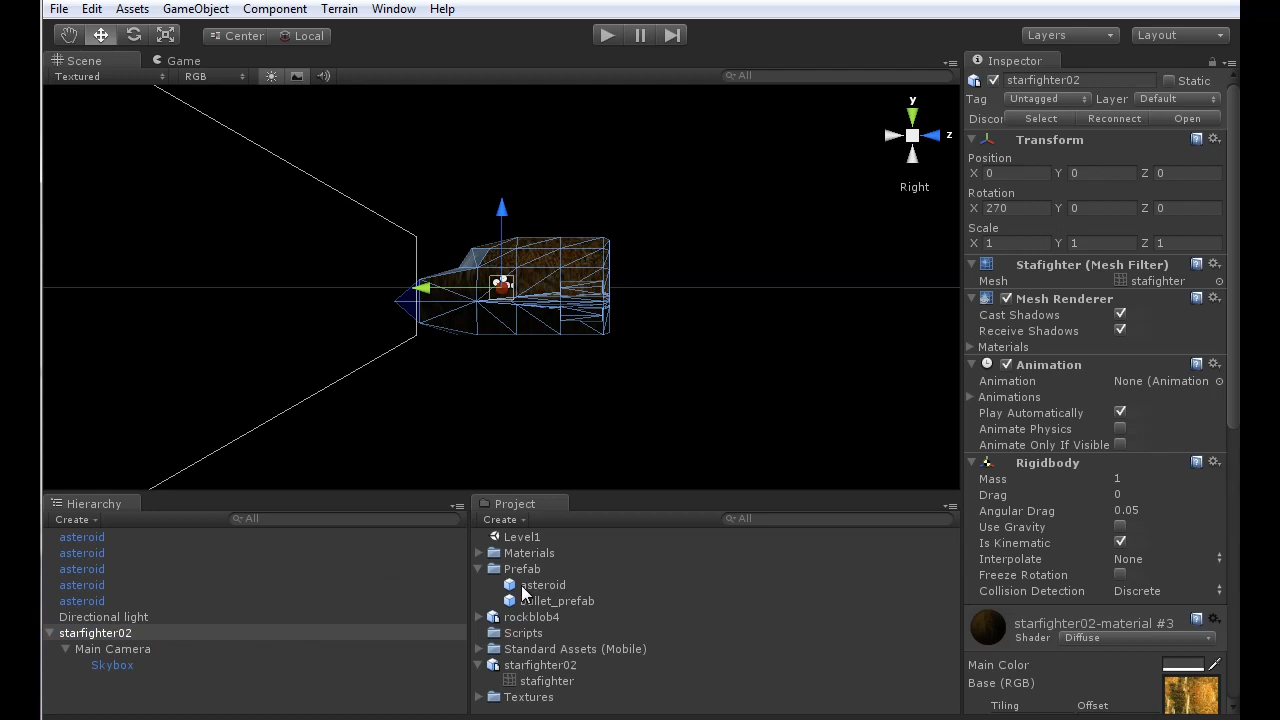 File Edit Assets GameObject Component Terrain Window Help
Center Local Layers Layout
Scene Game Inspector
Textured RGB All
starfighter02 Static
Tag Untagged Layer Default
Select Reconnect Open
Transform
Position
X 0 Y 0 Z 0
Rotation
X 270 Y 0 Z 0
Scale
X 1 Y 1 Z 1
y
z
Right
Stafighter (Mesh Filter)
Mesh stafighter
Mesh Renderer
Cast Shadows
Receive Shadows
Materials
Animation
Animation None (Animation
Animations
Play Automatically
Animate Physics
Animate Only If Visible
Rigidbody
Mass 1
Drag 0
Angular Drag 0.05
Use Gravity
Is Kinematic
Interpolate None
Freeze Rotation
Collision Detection Discrete
starfighter02-material #3
Shader Diffuse
Main Color
Base (RGB)
Tiling Offset
Hierarchy
Create All
asteroid
asteroid
asteroid
asteroid
asteroid
Directional light
starfighter02
Main Camera
Skybox
Project
Create All
Level1
Materials
Prefab
asteroid
bullet_prefab
rockblob4
Scripts
Standard Assets (Mobile)
starfighter02
stafighter
Textures